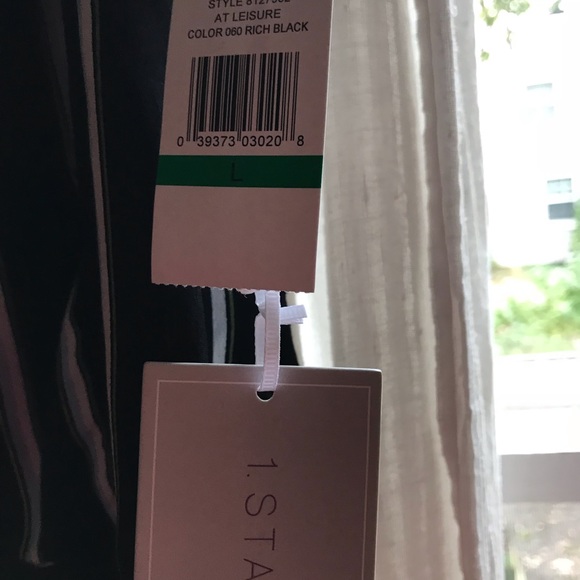 STYLE
AT LEISURE
COLOR 060 RICH BLACK
0 39373 03020 8
L
1.STA